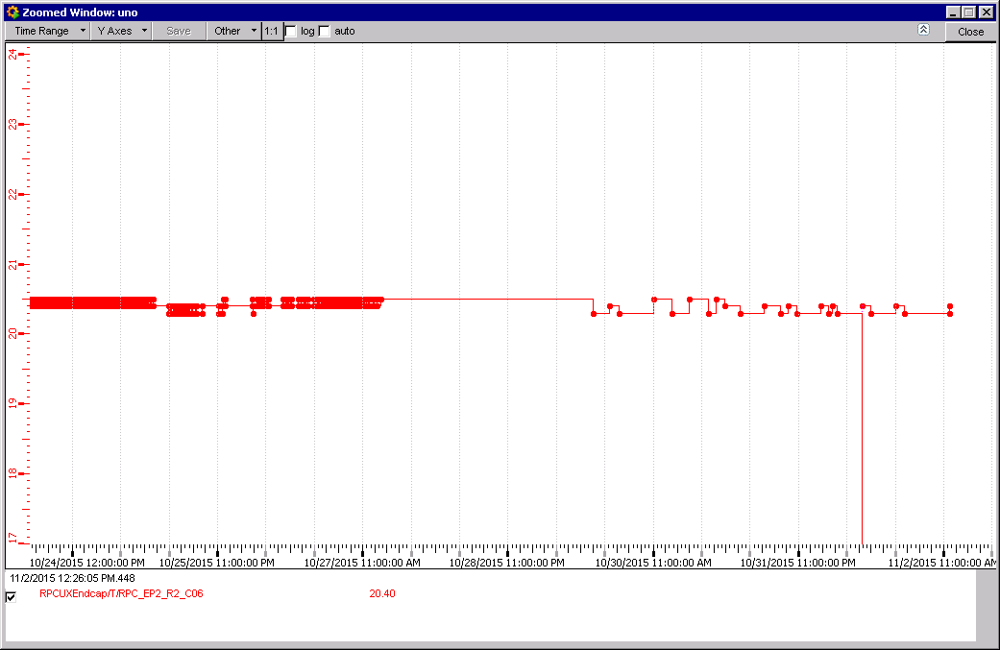 Zoomed Window: uno
Time Range Y Axes Save Other 1:1 log auto Close
24
23
22
21
20
19
18
17
10/24/2015 12:00:00 PM 10/25/2015 11:00:00 PM 10/27/2015 11:00:00 AM 10/28/2015 11:00:00 PM 10/30/2015 11:00:00 AM 10/31/2015 11:00:00 PM 11/2/2015 11:00:00 AM
11/2/2015 12:26:05 PM.448
RPCUXEndcap/T/RPC_EP2_R2_C06 20.40